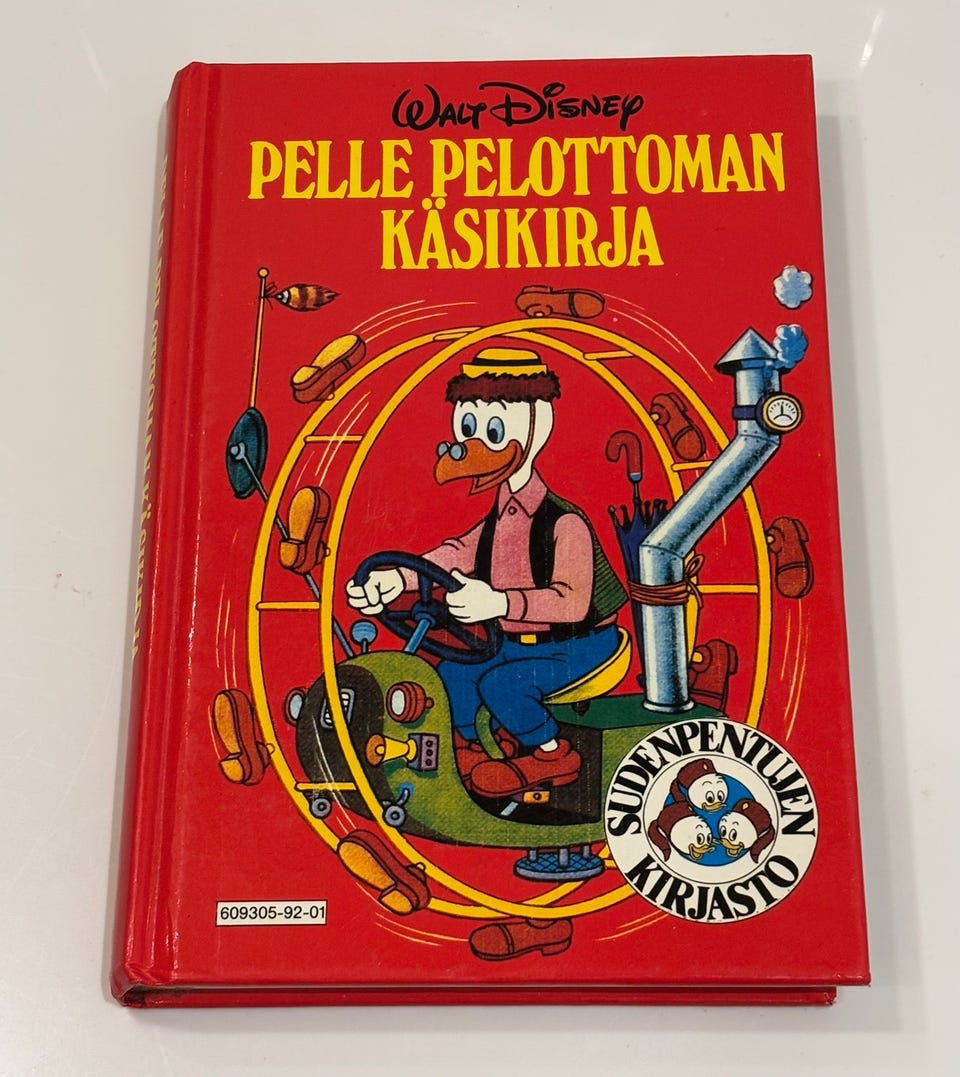 WALT DISNEY
PELLE PELOTTOMAN
KÄSIKIRJA
SUDENPENTUJEN
KIRJASTO
609305-92-01